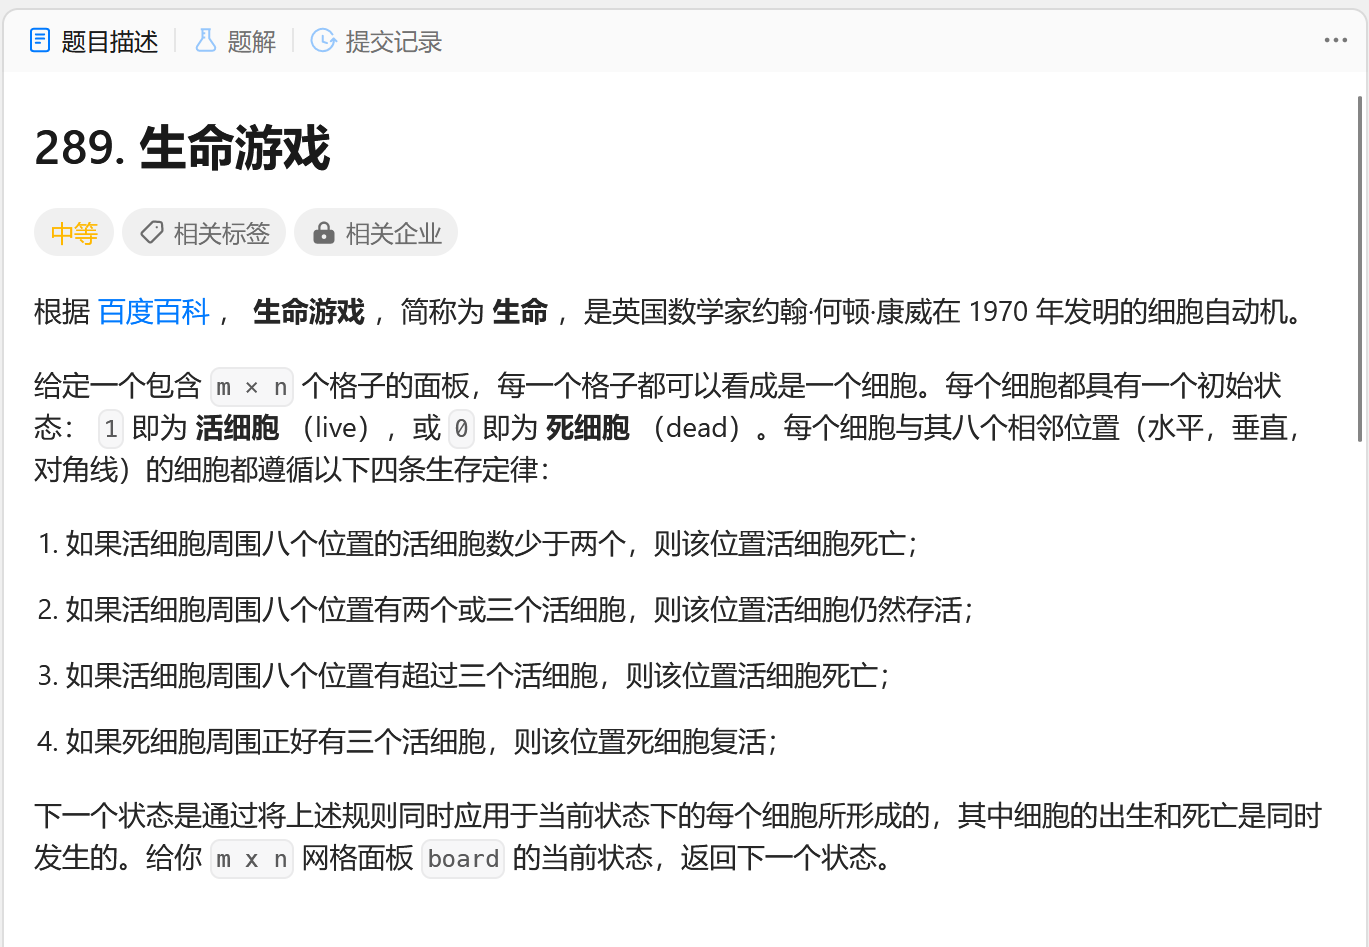 题目描述 题解 提交记录
289. 生命游戏
中等 相关标签 相关企业
根据 百度百科 ， 生命游戏 ，简称为 生命 ，是英国数学家约翰·何顿·康威在 1970 年发明的细胞自动机。
给定一个包含 m × n 个格子的面板，每一个格子都可以看成是一个细胞。每个细胞都具有一个初始状
态： 1 即为 活细胞 （live），或 0 即为 死细胞 （dead）。每个细胞与其八个相邻位置（水平，垂直，
对角线）的细胞都遵循以下四条生存定律：
1. 如果活细胞周围八个位置的活细胞数少于两个，则该位置活细胞死亡；
2. 如果活细胞周围八个位置有两个或三个活细胞，则该位置活细胞仍然存活；
3. 如果活细胞周围八个位置有超过三个活细胞，则该位置活细胞死亡；
4. 如果死细胞周围正好有三个活细胞，则该位置死细胞复活；
下一个状态是通过将上述规则同时应用于当前状态下的每个细胞所形成的，其中细胞的出生和死亡是同时
发生的。给你 m x n 网格面板 board 的当前状态，返回下一个状态。